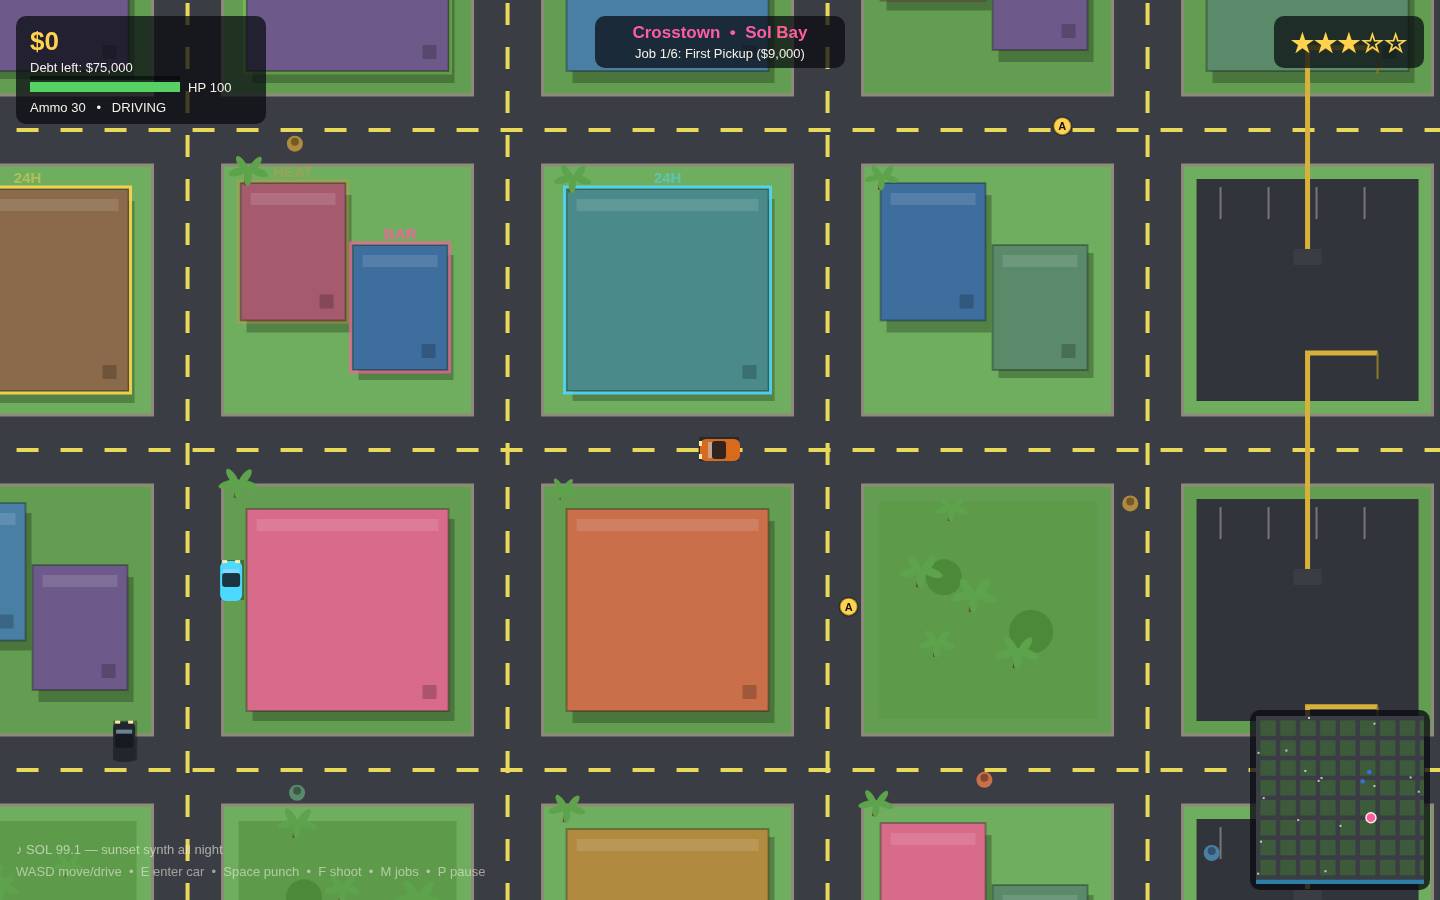 $0
Debt left: $75,000
HP 100
Ammo 30 • DRIVING
Crosstown • Sol Bay
Job 1/6: First Pickup ($9,000)
★★★☆☆
A
24H
HEAT
24H
BAR
A
♪ SOL 99.1 — sunset synth all night
WASD move/drive • E enter car • Space punch • F shoot • M jobs • P pause